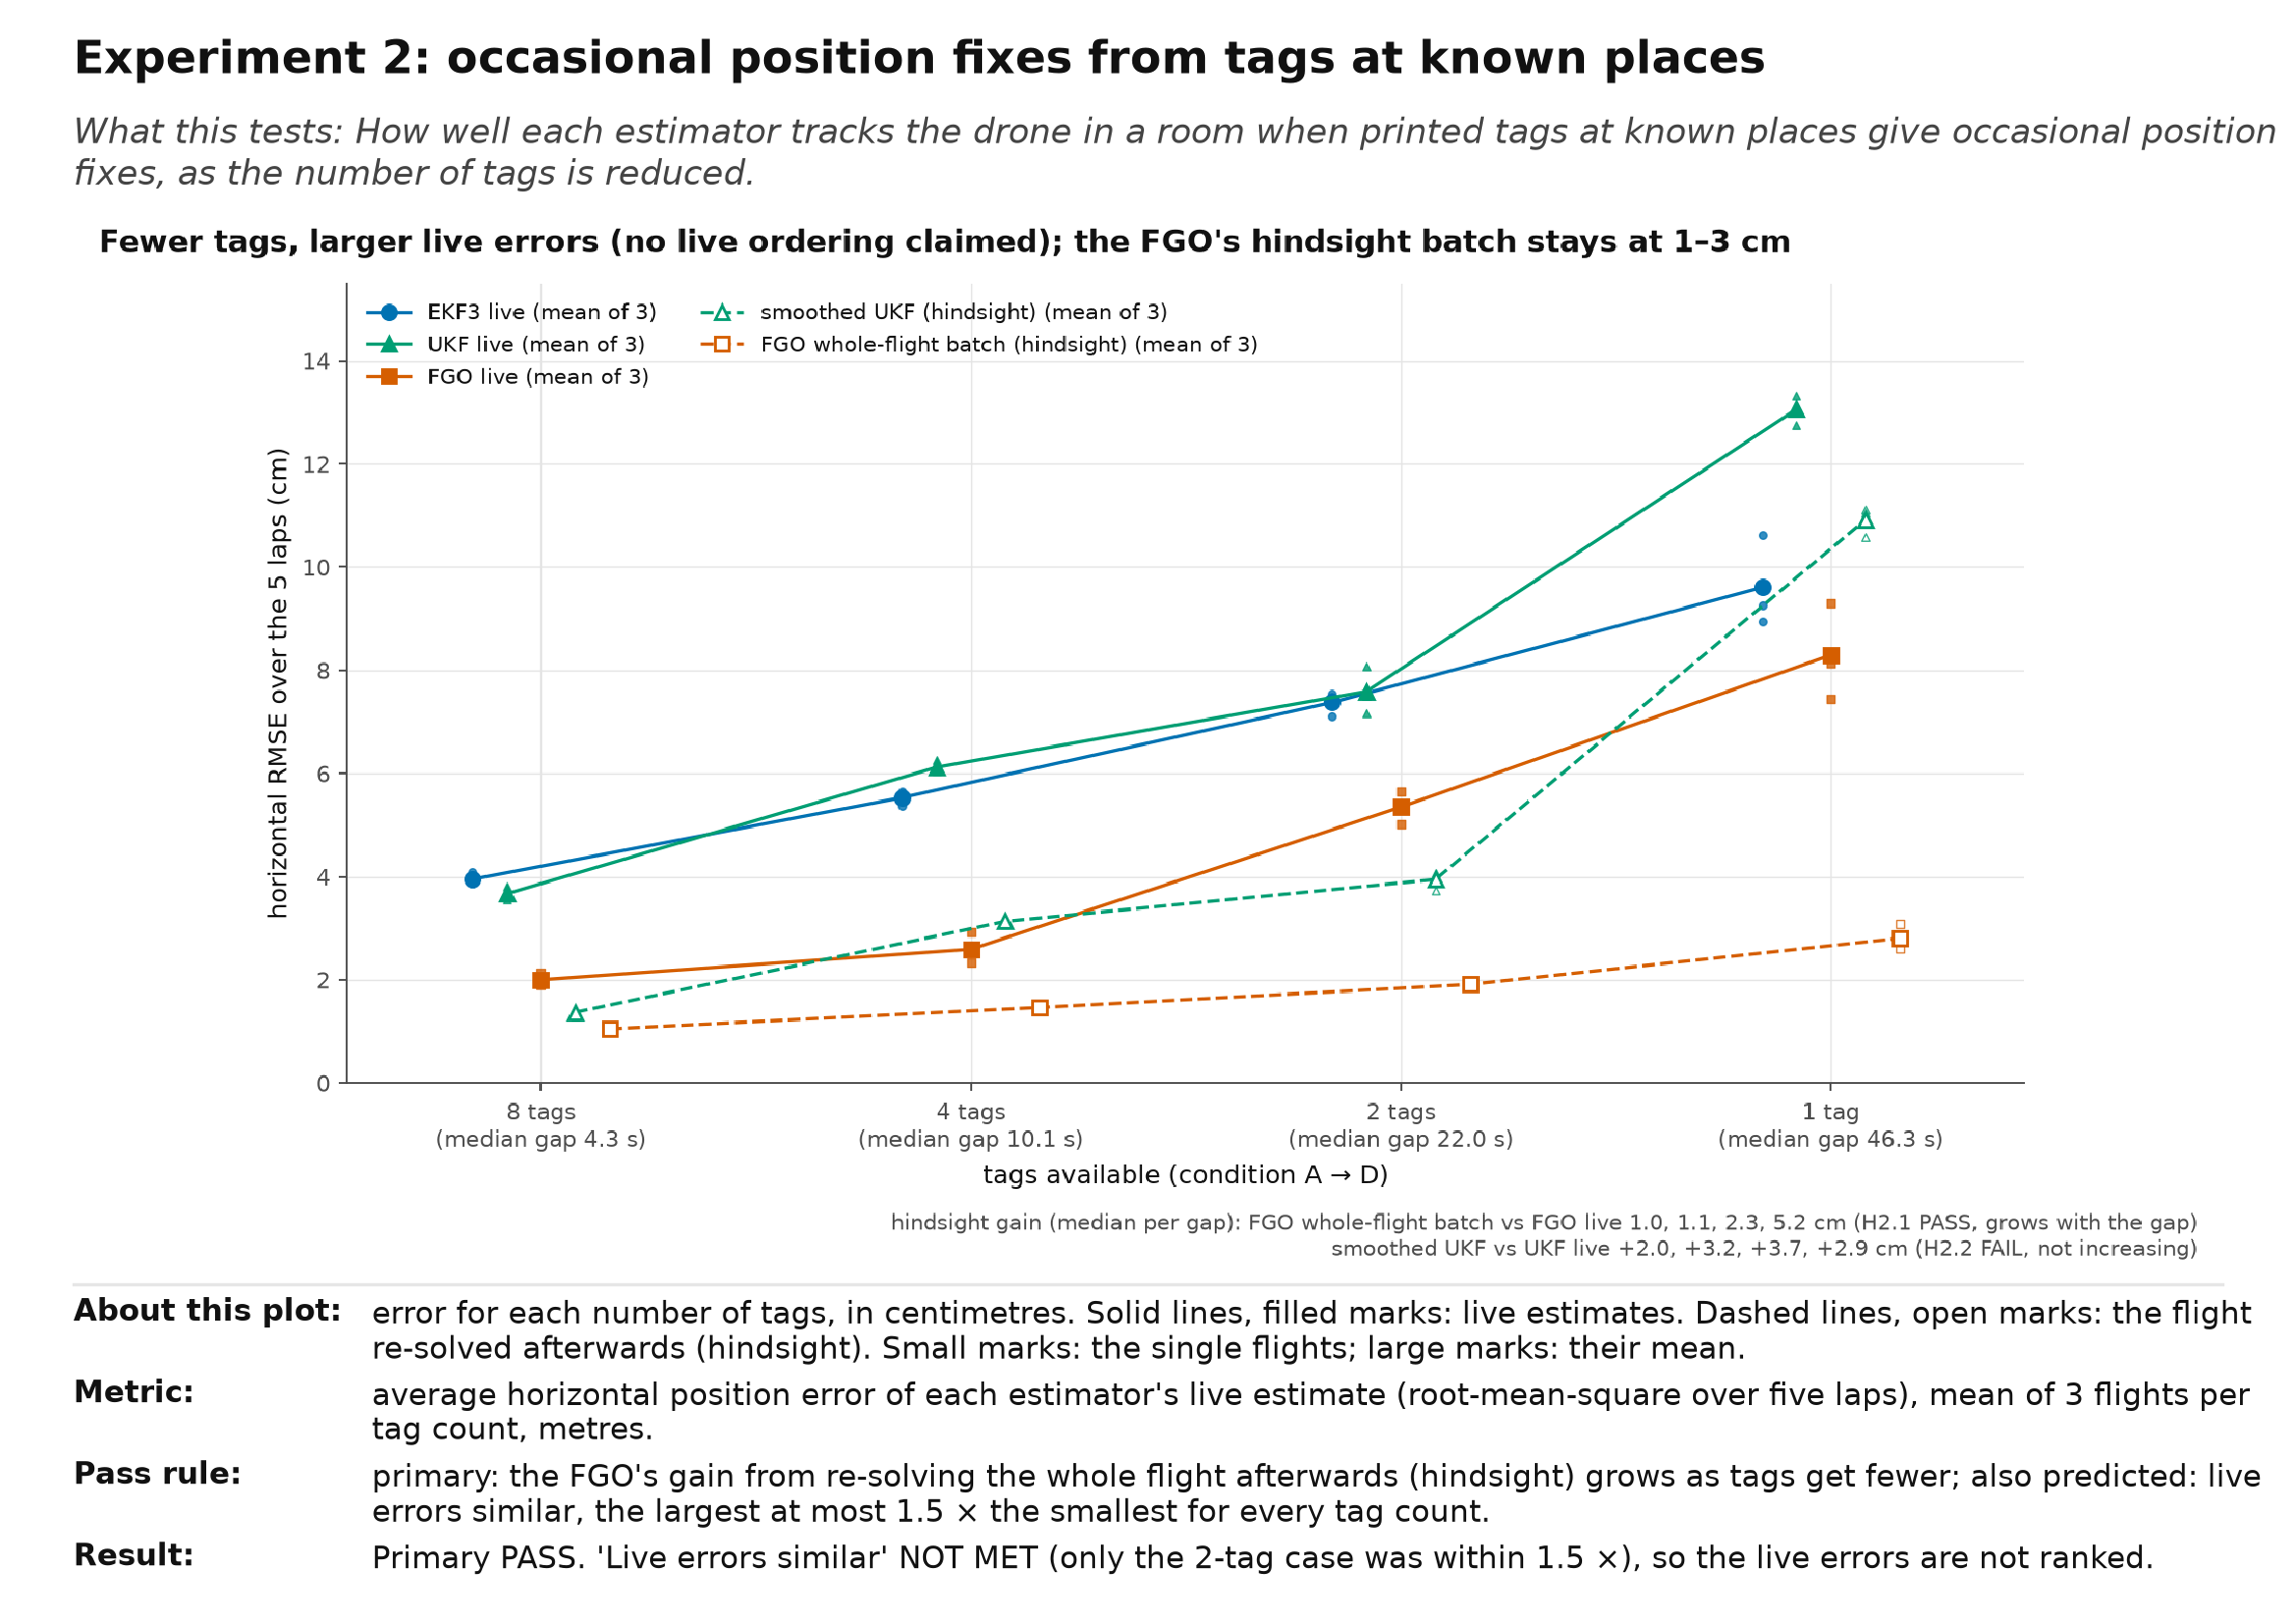 Experiment 2: occasional position fixes from tags at known places
What this tests: How well each estimator tracks the drone in a room when printed tags at known places give occasional position
fixes, as the number of tags is reduced.
Fewer tags, larger live errors (no live ordering claimed); the FGO's hindsight batch stays at 1–3 cm
EKF3 live (mean of 3)
UKF live (mean of 3)
FGO live (mean of 3)
smoothed UKF (hindsight) (mean of 3)
FGO whole-flight batch (hindsight) (mean of 3)
horizontal RMSE over the 5 laps (cm)
14
12
10
8
6
4
2
0
8 tags
(median gap 4.3 s)
4 tags
(median gap 10.1 s)
2 tags
(median gap 22.0 s)
1 tag
(median gap 46.3 s)
tags available (condition A → D)
hindsight gain (median per gap): FGO whole-flight batch vs FGO live 1.0, 1.1, 2.3, 5.2 cm (H2.1 PASS, grows with the gap)
smoothed UKF vs UKF live +2.0, +3.2, +3.7, +2.9 cm (H2.2 FAIL, not increasing)
About this plot: error for each number of tags, in centimetres. Solid lines, filled marks: live estimates. Dashed lines, open marks: the flight
re-solved afterwards (hindsight). Small marks: the single flights; large marks: their mean.
Metric: average horizontal position error of each estimator's live estimate (root-mean-square over five laps), mean of 3 flights per
tag count, metres.
Pass rule: primary: the FGO's gain from re-solving the whole flight afterwards (hindsight) grows as tags get fewer; also predicted: live
errors similar, the largest at most 1.5 × the smallest for every tag count.
Result: Primary PASS. 'Live errors similar' NOT MET (only the 2-tag case was within 1.5 ×), so the live errors are not ranked.